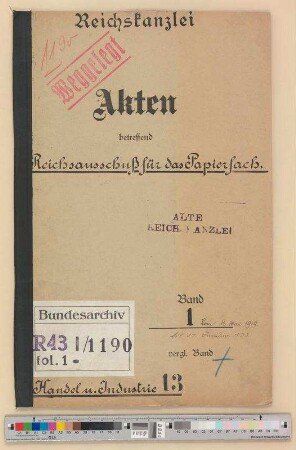 Reichskanzlei
Weggelegt
Akten
betreffend
Reichsausschuß für das Papierfach.
ALTE
REICHSKANZLEI
Band
1
vergl. Band
Bundesarchiv
R43 I/1190
fol. 1-
Handel u. Industrie 13